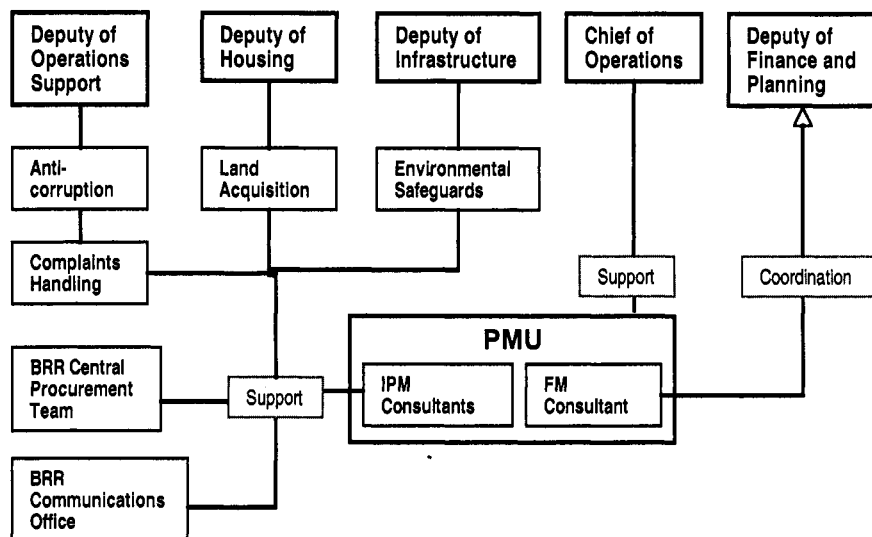 Deputy of
Operations
Support
Deputy of
Housing
Deputy of
Infrastructure
Chief of
Operations
Deputy of
Finance and
Planning
Anti-
corruption
Land
Acquisition
Environmental
Safeguards
Complaints
Handling
Support
Coordination
PMU
BRR Central
Procurement
Team
Support
IPM
Consultants
FM
Consultant
BRR
Communications
Office